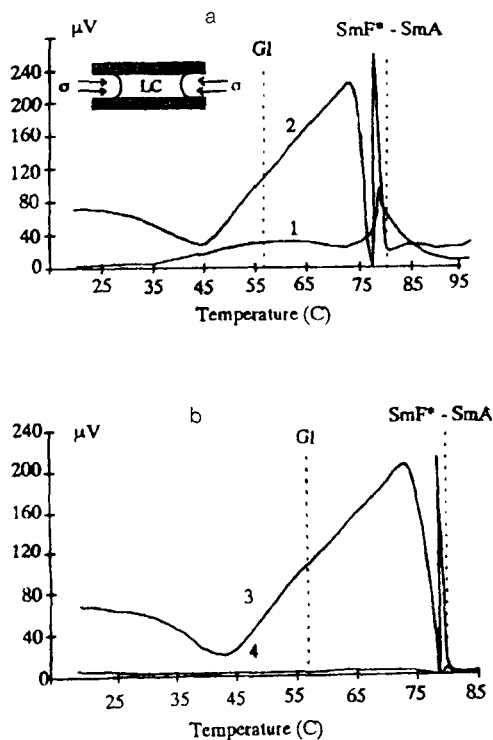 a
µV
SmF* - SmA
Gl
240
200
160
120
80
40
0
σ
LC
σ
2
1
25 35 45 55 65 75 85 95
Temperature (C)
b
240
µV
SmF* - SmA
Gl
200
160
120
80
40
0
3
4
25 35 45 55 65 75 85
Temperature (C)